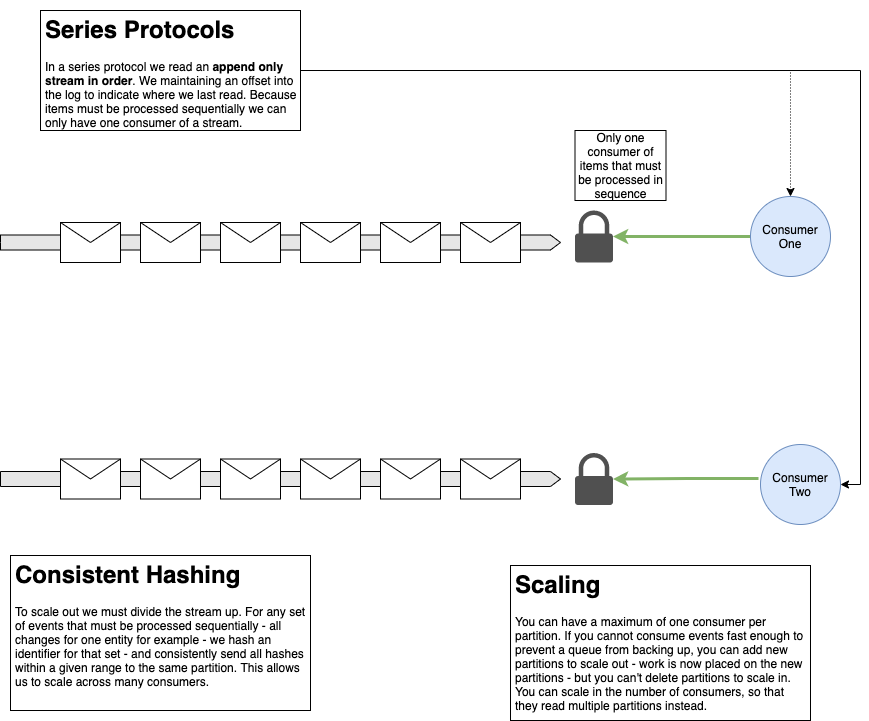 Series Protocols
In a series protocol we read an append only
stream in order. We maintaining an offset into
the log to indicate where we last read. Because
items must be processed sequentially we can
only have one consumer of a stream.
Only one
consumer of
items that must
be processed in
sequence
Consumer
One
Consumer
Two
Consistent Hashing
To scale out we must divide the stream up. For any set
of events that must be processed sequentially - all
changes for one entity for example - we hash an
identifier for that set - and consistently send all hashes
within a given range to the same partition. This allows
us to scale across many consumers.
Scaling
You can have a maximum of one consumer per
partition. If you cannot consume events fast enough to
prevent a queue from backing up, you can add new
partitions to scale out - work is now placed on the new
partitions - but you can't delete partitions to scale in.
You can scale in the number of consumers, so that
they read multiple partitions instead.